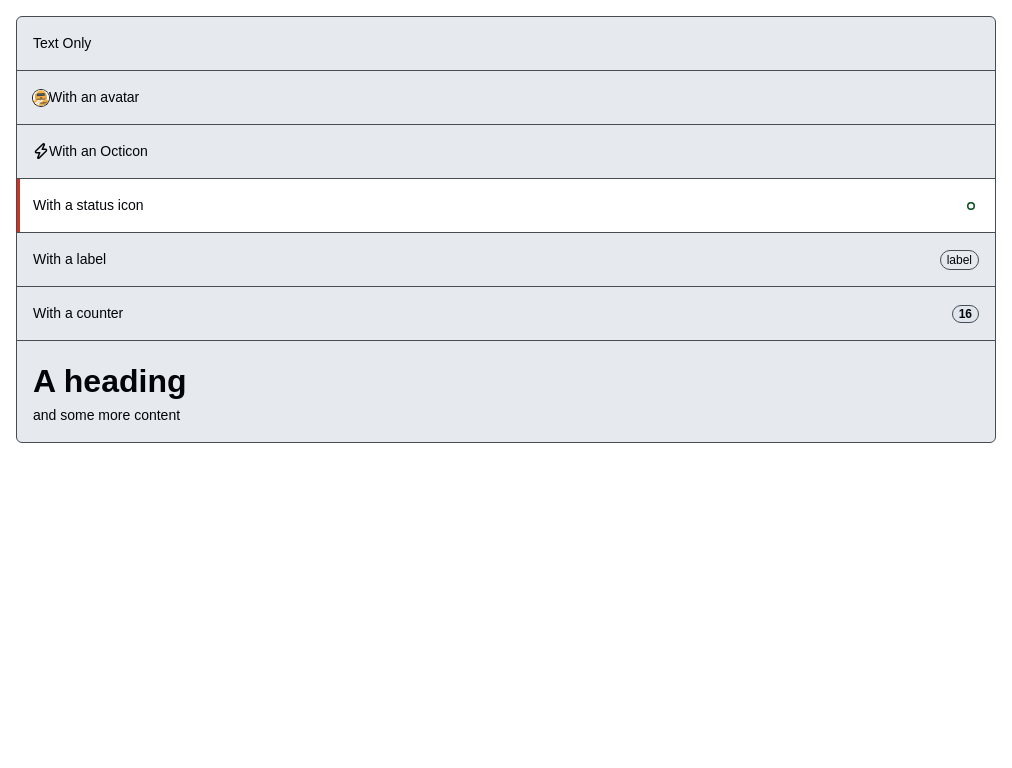 Text Only
With an avatar
With an Octicon
With a status icon
With a label label
With a counter 16
A heading
and some more content